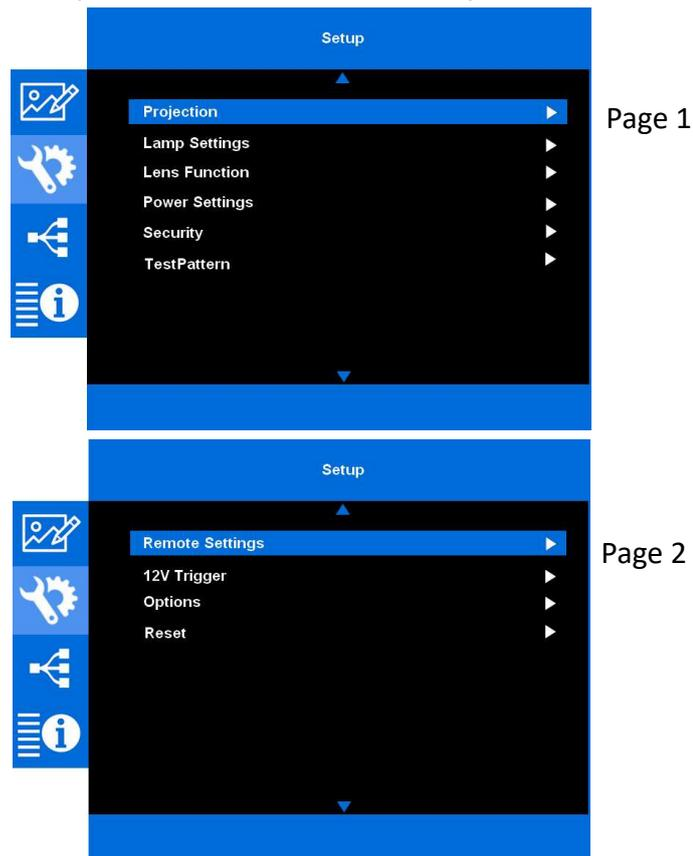 Setup
Projection
Page 1
Lamp Settings
Lens Function
Power Settings
Security
TestPattern
Setup
Remote Settings
Page 2
12V Trigger
Options
Reset